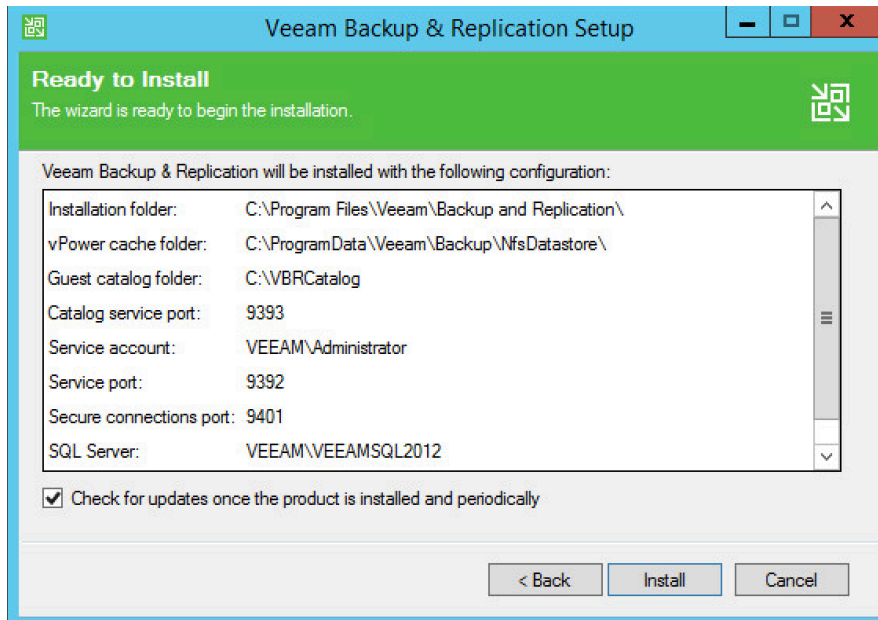 Veeam Backup & Replication Setup
Ready to Install
The wizard is ready to begin the installation.
Veeam Backup & Replication will be installed with the following configuration:
Installation folder: C:\Program Files\Veeam\Backup and Replication\
vPower cache folder: C:\ProgramData\Veeam\Backup\NfsDatastore\
Guest catalog folder: C:\VBRCatalog
Catalog service port: 9393
Service account: VEEAM\Administrator
Service port: 9392
Secure connections port: 9401
SQL Server: VEEAM\VEEAMSQL2012
Check for updates once the product is installed and periodically
< Back Install Cancel